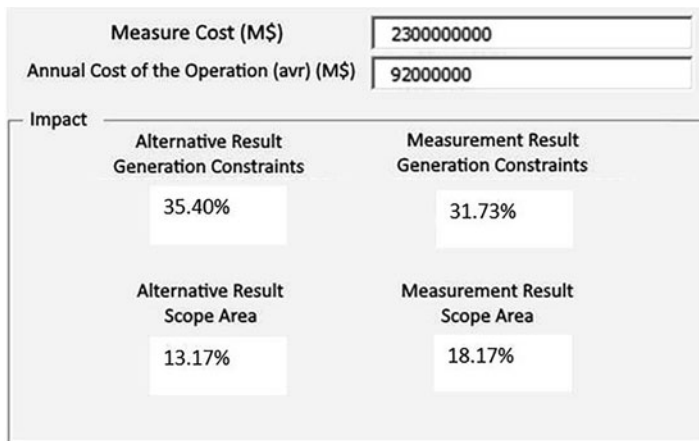 Measure Cost (M$) 2300000000
Annual Cost of the Operation (avr) (M$) 92000000
Impact
Alternative Result
Generation Constraints
35.40%
Measurement Result
Generation Constraints
31.73%
Alternative Result
Scope Area
13.17%
Measurement Result
Scope Area
18.17%